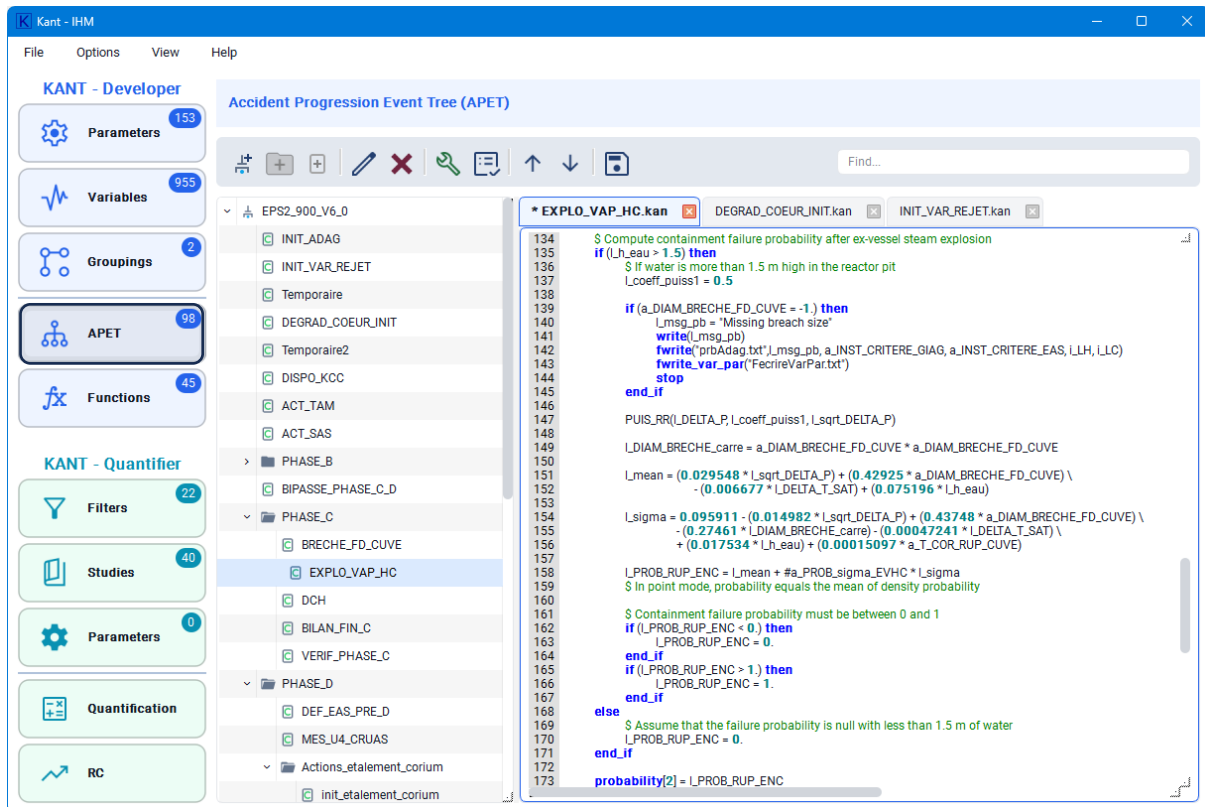 Kant - IHM
File Options View Help
KANT - Developer
Parameters 153
Variables 955
Groupings 2
APET 98
Functions 45
KANT - Quantifier
Filters 22
Studies 40
Parameters 0
Quantification
RC
Accident Progression Event Tree (APET)
Find...
EPS2_900_V6_0
INIT_ADAG
INIT_VAR_REJET
Temporaire
DEGRAD_COEUR_INIT
Temporaire2
DISPO_KCC
ACT_TAM
ACT_SAS
PHASE_B
BIPASSE_PHASE_C_D
PHASE_C
BRECHE_FD_CUVE
EXPLO_VAP_HC
DCH
BILAN_FIN_C
VERIF_PHASE_C
PHASE_D
DEF_EAS_PRE_D
MES_U4_CRUAS
Actions_etalement_corium
init_etalement_corium
* EXPLO_VAP_HC.kan DEGRAD_COEUR_INIT.kan INIT_VAR_REJET.kan
134 $ Compute containment failure probability after ex-vessel steam explosion
135 if (l_h_eau > 1.5) then
136 $ If water is more than 1.5 m high in the reactor pit
137 l_coeff_puiss1 = 0.5
138
139 if (a_DIAM_BRECHE_FD_CUVE = -1.) then
140 l_msg_pb = "Missing breach size"
141 write(l_msg_pb)
142 fwrite("prbAdag.txt",l_msg_pb, a_INST_CRITERE_GIAG, a_INST_CRITERE_EAS, i_LH, i_LC)
143 fwrite_var_par("FecrireVarPar.txt")
144 stop
145 end_if
146
147 PUIS_RR(l_DELTA_P, l_coeff_puiss1, l_sqrt_DELTA_P)
148
149 l_DIAM_BRECHE_carre = a_DIAM_BRECHE_FD_CUVE * a_DIAM_BRECHE_FD_CUVE
150
151 l_mean = (0.029548 * l_sqrt_DELTA_P) + (0.42925 * a_DIAM_BRECHE_FD_CUVE) \
152 - (0.006677 * l_DELTA_T_SAT) + (0.075196 * l_h_eau)
153
154 l_sigma = 0.095911 - (0.014982 * l_sqrt_DELTA_P) + (0.43748 * a_DIAM_BRECHE_FD_CUVE) \
155 - (0.27461 * l_DIAM_BRECHE_carre) - (0.00047241 * l_DELTA_T_SAT) \
156 + (0.017534 * l_h_eau) + (0.00015097 * a_T_COR_RUP_CUVE)
157
158 l_PROB_RUP_ENC = l_mean + #a_PROB_sigma_EVHC * l_sigma
159 $ In point mode, probability equals the mean of density probability
160
161 $ Containment failure probability must be between 0 and 1
162 if (l_PROB_RUP_ENC < 0.) then
163 l_PROB_RUP_ENC = 0.
164 end_if
165 if (l_PROB_RUP_ENC > 1.) then
166 l_PROB_RUP_ENC = 1.
167 end_if
168 else
169 $ Assume that the failure probability is null with less than 1.5 m of water
170 l_PROB_RUP_ENC = 0.
171 end_if
172
173 probability[2] = l_PROB_RUP_ENC